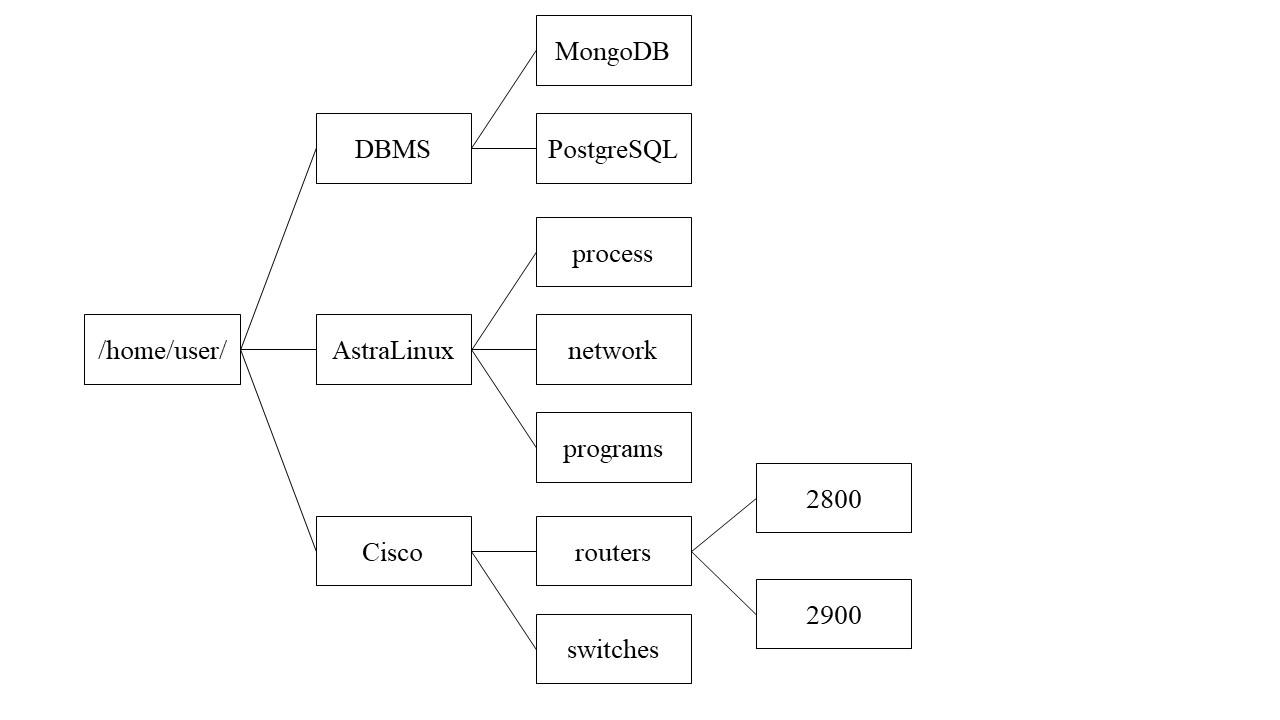 MongoDB
DBMS
PostgreSQL
process
/home/user/
AstraLinux
network
programs
2800
Cisco
routers
2900
switches